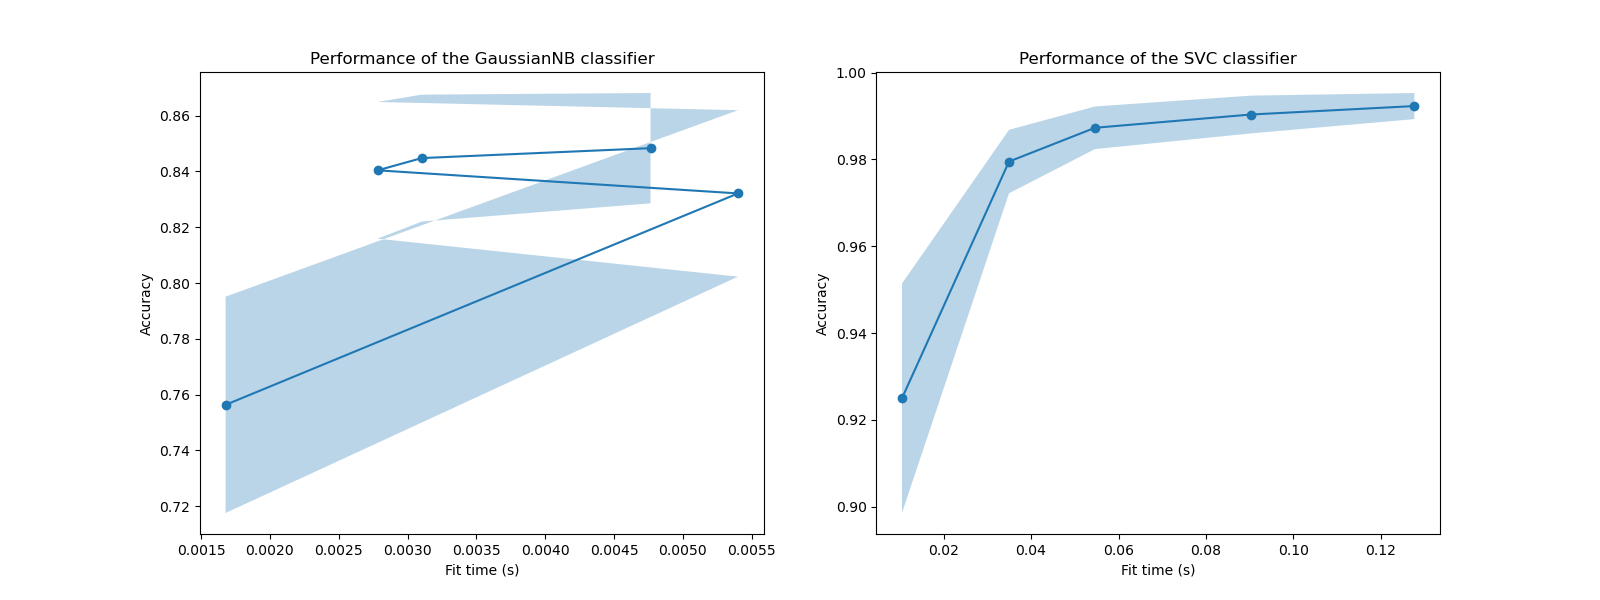 Performance of the GaussianNB classifier
Accuracy
0.86
0.84
0.82
0.80
0.78
0.76
0.74
0.72
0.0015 0.0020 0.0025 0.0030 0.0035 0.0040 0.0045 0.0050 0.0055
Fit time (s)
Performance of the SVC classifier
Accuracy
1.00
0.98
0.96
0.94
0.92
0.90
0.02 0.04 0.06 0.08 0.10 0.12
Fit time (s)